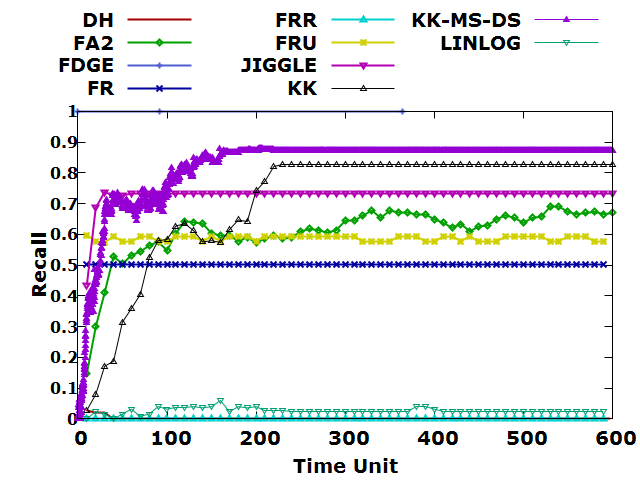 DH FRR KK-MS-DS
FA2 FRU LINLOG
FDGE JIGGLE
FR KK
1
0.9
0.8
0.7
0.6
0.5
0.4
0.3
0.2
0.1
0
Recall
0 100 200 300 400 500 600
Time Unit